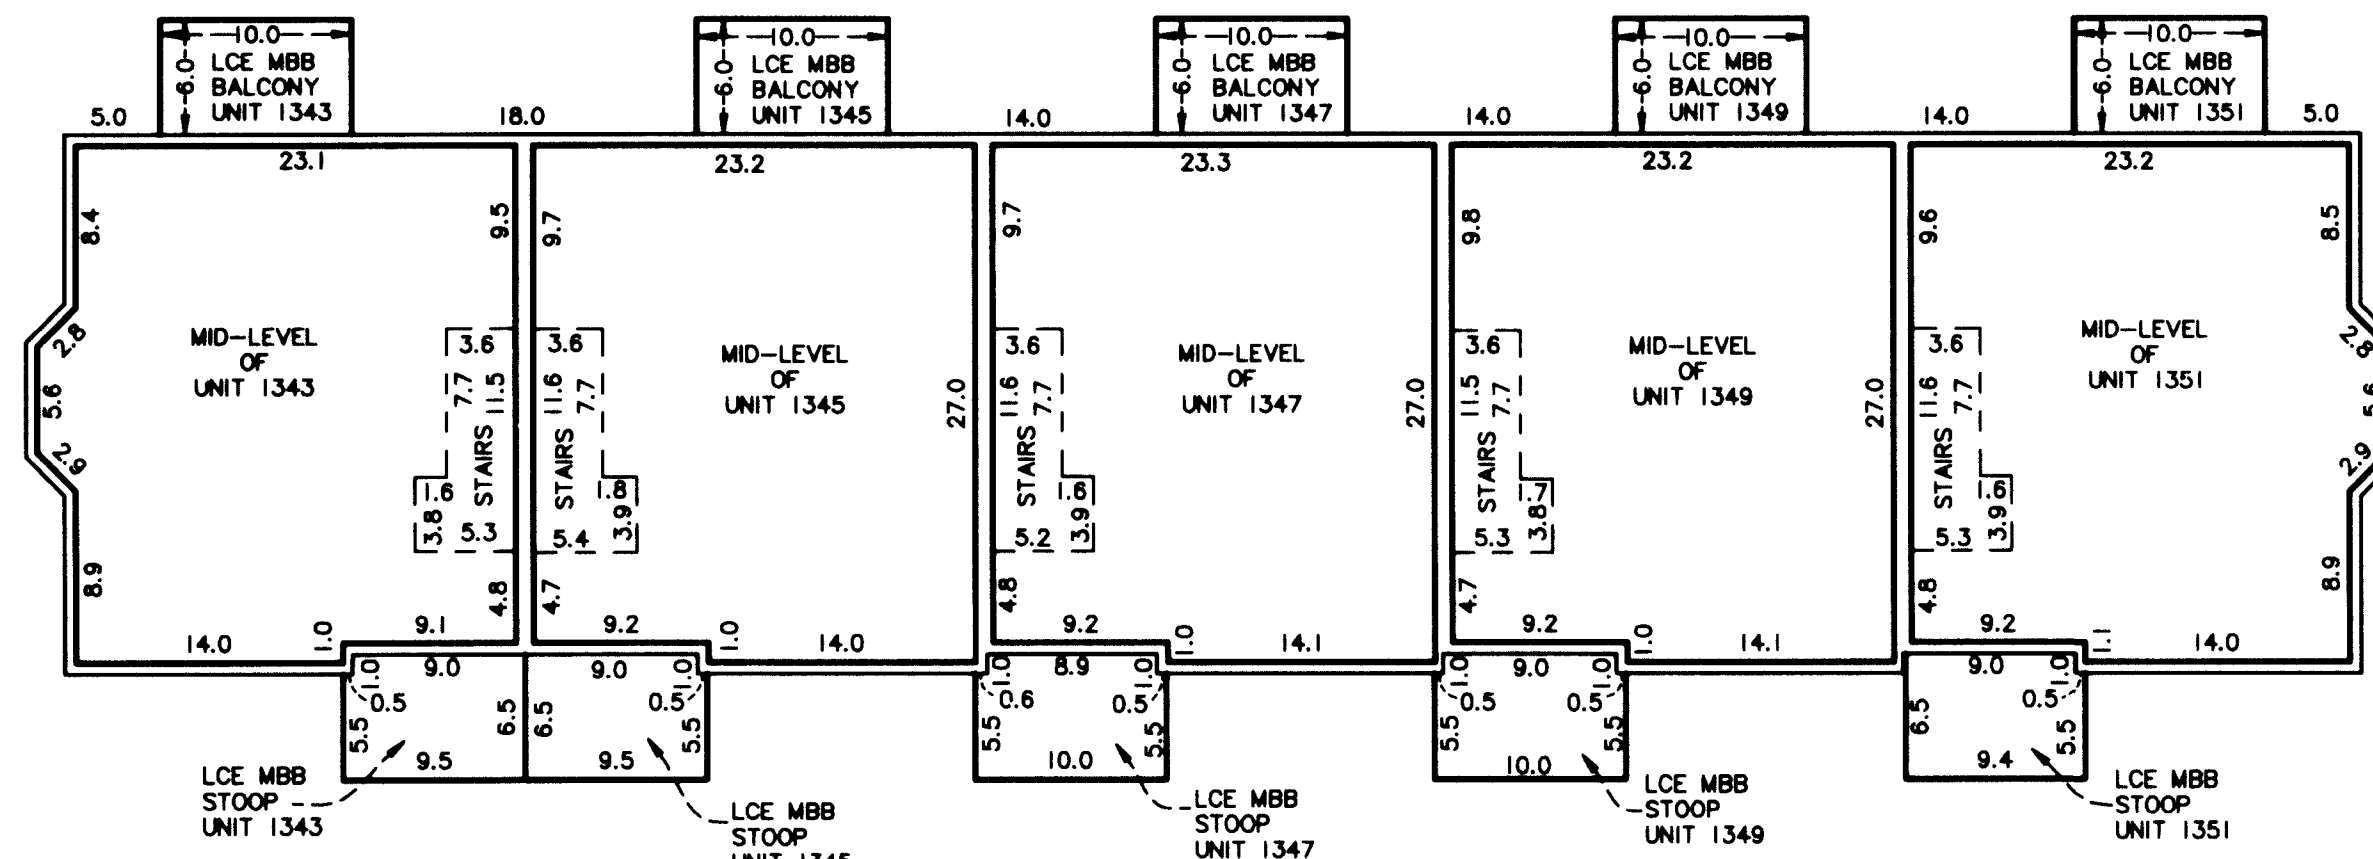 10.0
6.0
LCE MBB
BALCONY
UNIT 1343
10.0
6.0
LCE MBB
BALCONY
UNIT 1345
10.0
6.0
LCE MBB
BALCONY
UNIT 1347
10.0
6.0
LCE MBB
BALCONY
UNIT 1349
10.0
6.0
LCE MBB
BALCONY
UNIT 1351
5.0
18.0
14.0
14.0
14.0
5.0
23.1
8.4
9.5
2.8
5.6
2.9
8.9
MID-LEVEL
OF
UNIT 1343
3.6
7.7
11.5
STAIRS
1.6
3.8
5.3
4.8
14.0
1.0
9.1
23.2
9.7
MID-LEVEL
OF
UNIT 1345
3.6
11.6
7.7
STAIRS
1.8
3.9
5.4
4.7
9.2
1.0
14.0
27.0
23.3
9.7
MID-LEVEL
OF
UNIT 1347
3.6
11.6
7.7
STAIRS
1.6
3.9
5.2
4.8
9.2
1.0
14.1
27.0
23.2
9.8
MID-LEVEL
OF
UNIT 1349
3.6
11.5
7.7
STAIRS
1.7
3.8
5.3
4.7
9.2
1.0
14.1
27.0
23.2
9.6
8.5
MID-LEVEL
OF
UNIT 1351
2.8
5.6
2.9
8.9
3.6
11.6
7.7
STAIRS
1.6
3.9
5.3
4.8
9.2
1.1
14.0
9.0
1.0
0.5
5.5
6.5
9.5
LCE MBB
STOOP
UNIT 1343
9.0
1.0
0.5
6.5
5.5
9.5
LCE MBB
STOOP
UNIT 1345
8.9
1.0
1.0
0.6
0.5
5.5
5.5
10.0
LCE MBB
STOOP
UNIT 1347
9.0
1.0
1.0
0.5
0.5
5.5
5.5
10.0
LCE MBB
STOOP
UNIT 1349
9.0
1.0
0.5
6.5
5.5
9.4
LCE MBB
STOOP
UNIT 1351